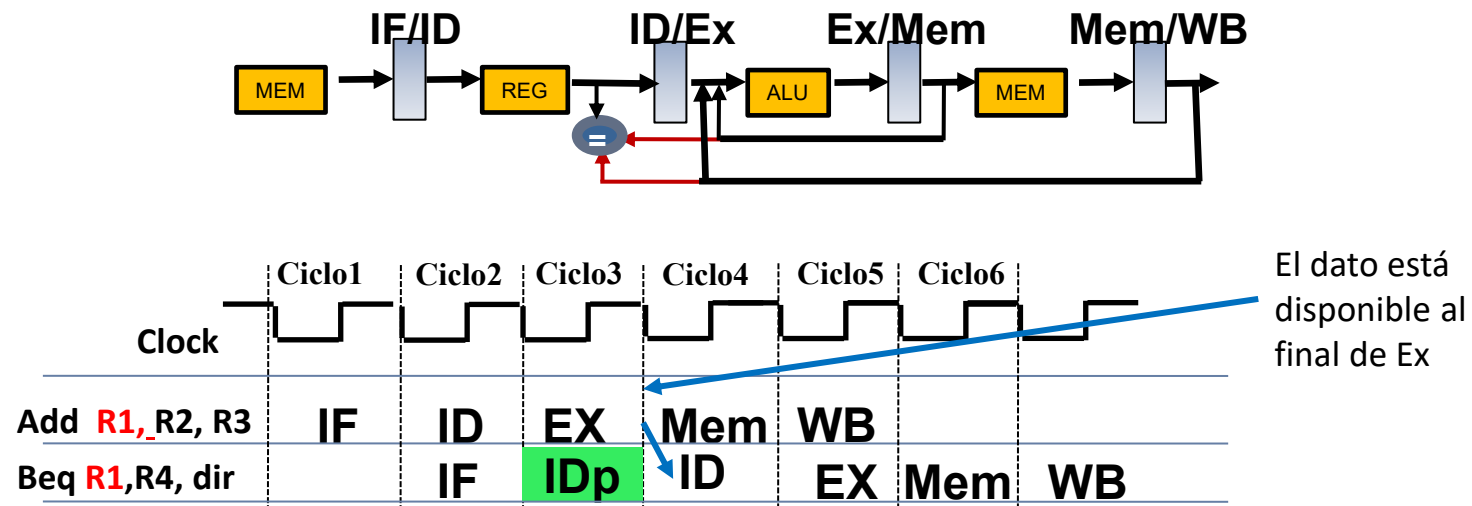 IF/ID ID/Ex Ex/Mem Mem/WB
MEM REG ALU MEM
=
Ciclo1 Ciclo2 Ciclo3 Ciclo4 Ciclo5 Ciclo6
Clock
El dato está
disponible al
final de Ex
Add R1, R2, R3 IF ID EX Mem WB
Beq R1,R4, dir IF IDp ID EX Mem WB